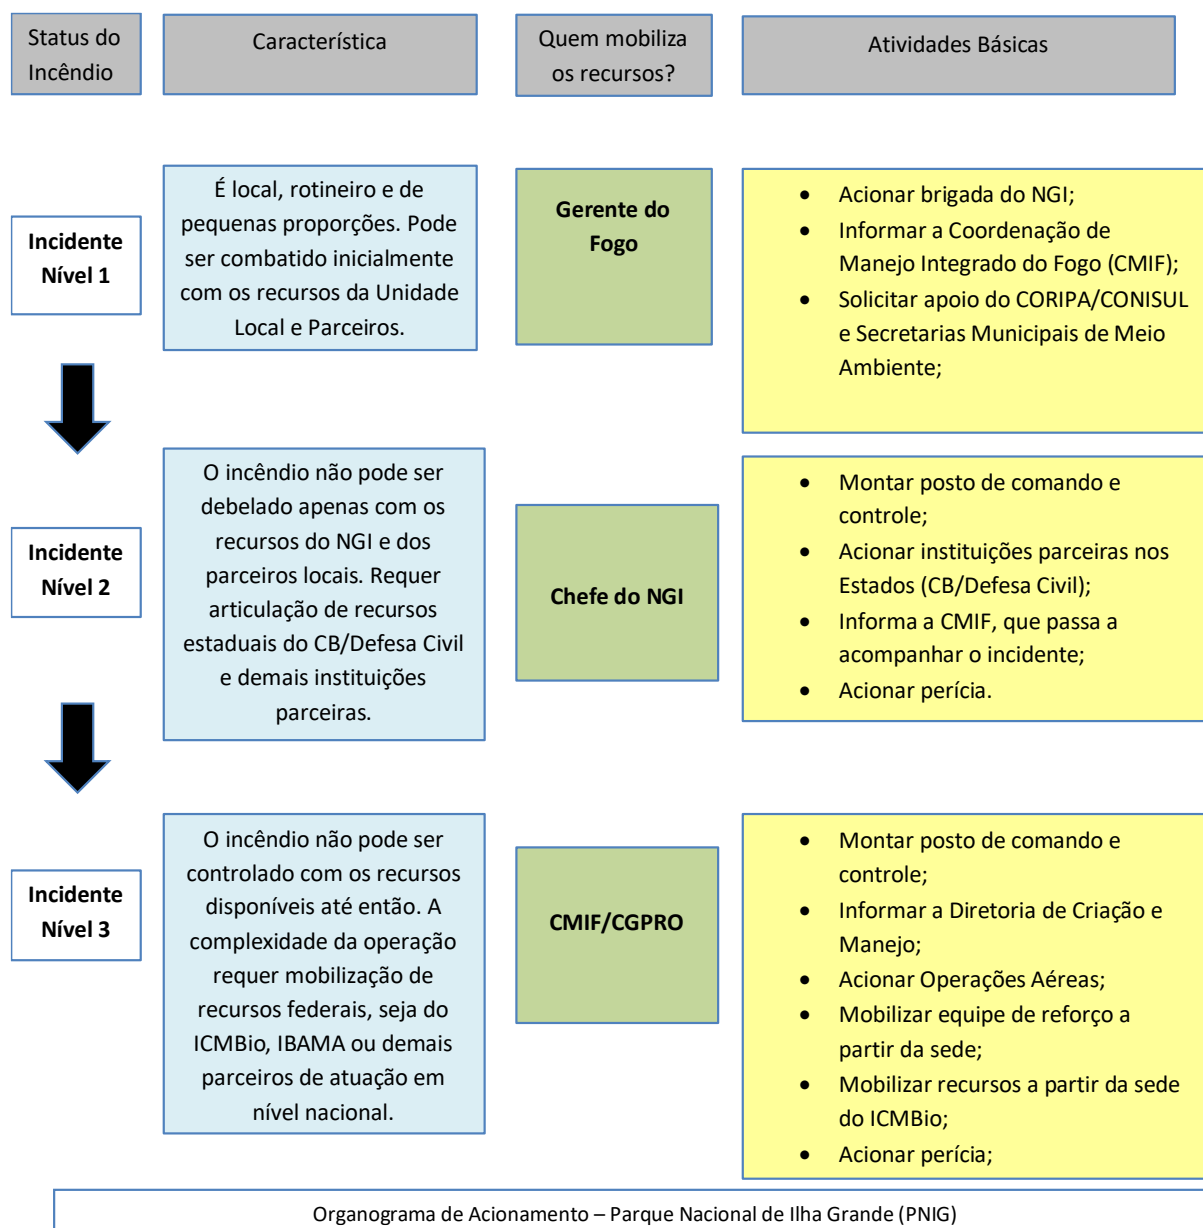 Status do
Incêndio
Característica
Quem mobiliza
os recursos?
Atividades Básicas
Incidente
Nível 1
É local, rotineiro e de
pequenas proporções. Pode
ser combatido inicialmente
com os recursos da Unidade
Local e Parceiros.
Gerente do
Fogo
• Acionar brigada do NGI;
• Informar a Coordenação de
Manejo Integrado do Fogo (CMIF);
• Solicitar apoio do CORIPA/CONISUL
e Secretarias Municipais de Meio
Ambiente;
Incidente
Nível 2
O incêndio não pode ser
debelado apenas com os
recursos do NGI e dos
parceiros locais. Requer
articulação de recursos
estaduais do CB/Defesa Civil
e demais instituições
parceiras.
Chefe do NGI
• Montar posto de comando e
controle;
• Acionar instituições parceiras nos
Estados (CB/Defesa Civil);
• Informa a CMIF, que passa a
acompanhar o incidente;
• Acionar perícia.
Incidente
Nível 3
O incêndio não pode ser
controlado com os recursos
disponíveis até então. A
complexidade da operação
requer mobilização de
recursos federais, seja do
ICMBio, IBAMA ou demais
parceiros de atuação em
nível nacional.
CMIF/CGPRO
• Montar posto de comando e
controle;
• Informar a Diretoria de Criação e
Manejo;
• Acionar Operações Aéreas;
• Mobilizar equipe de reforço a
partir da sede;
• Mobilizar recursos a partir da sede
do ICMBio;
• Acionar perícia;
Organograma de Acionamento – Parque Nacional de Ilha Grande (PNIG)